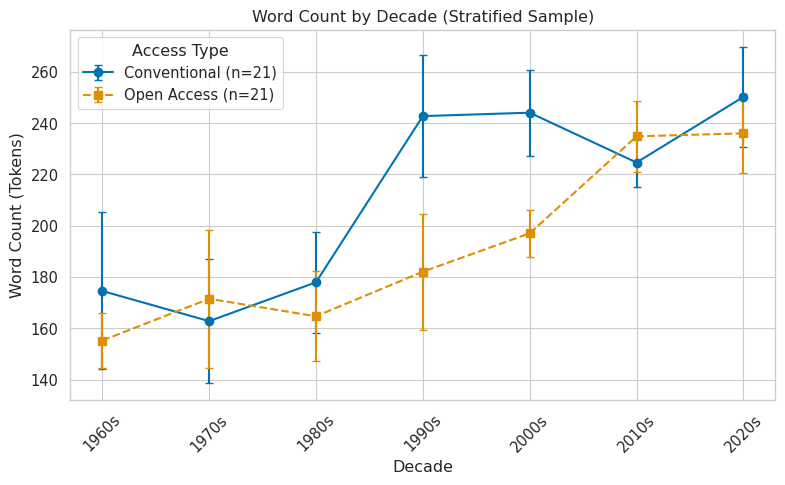 Word Count by Decade (Stratified Sample)
Access Type
Conventional (n=21)
Open Access (n=21)
Word Count (Tokens)
260
240
220
200
180
160
140
1960s
1970s
1980s
1990s
2000s
2010s
2020s
Decade